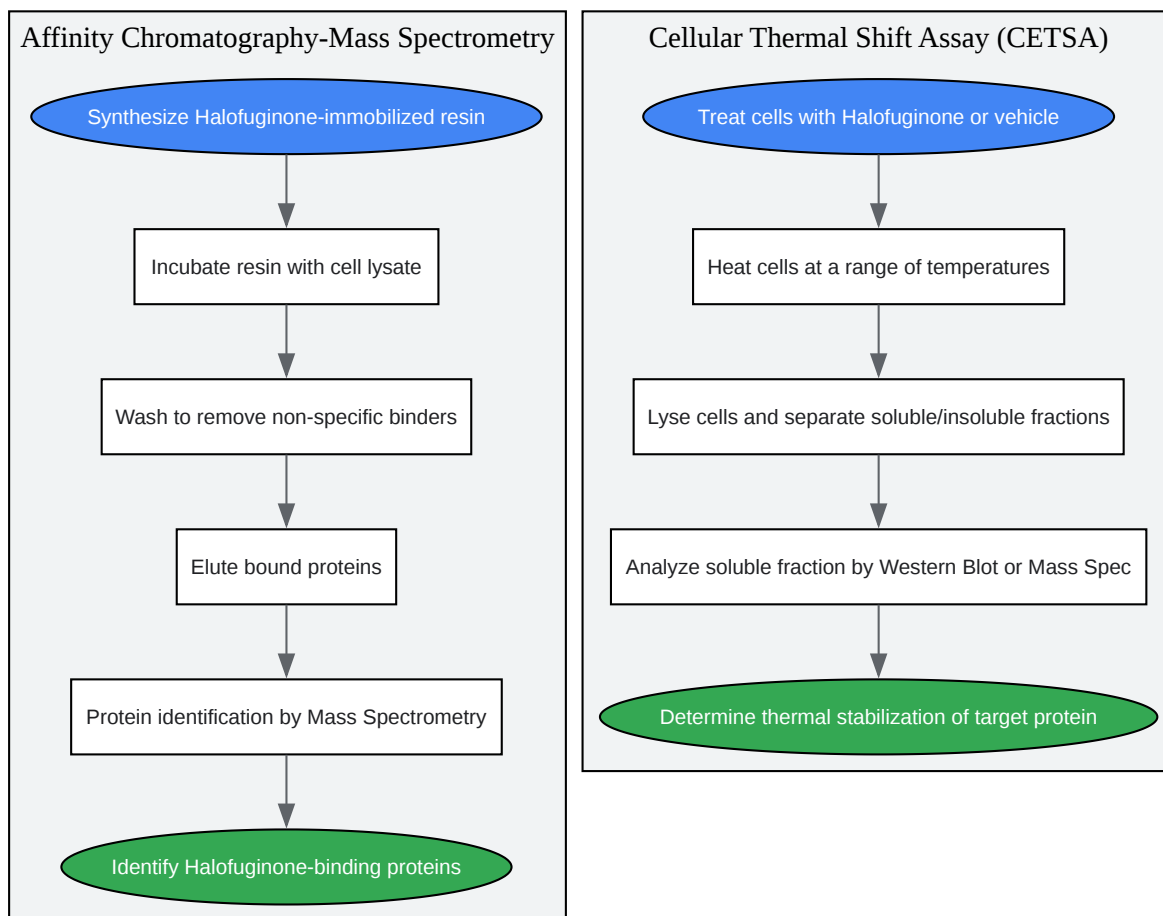 Affinity Chromatography-Mass Spectrometry
Synthesize Halofuginone-immobilized resin
Incubate resin with cell lysate
Wash to remove non-specific binders
Elute bound proteins
Protein identification by Mass Spectrometry
Identify Halofuginone-binding proteins
Cellular Thermal Shift Assay (CETSA)
Treat cells with Halofuginone or vehicle
Heat cells at a range of temperatures
Lyse cells and separate soluble/insoluble fractions
Analyze soluble fraction by Western Blot or Mass Spec
Determine thermal stabilization of target protein